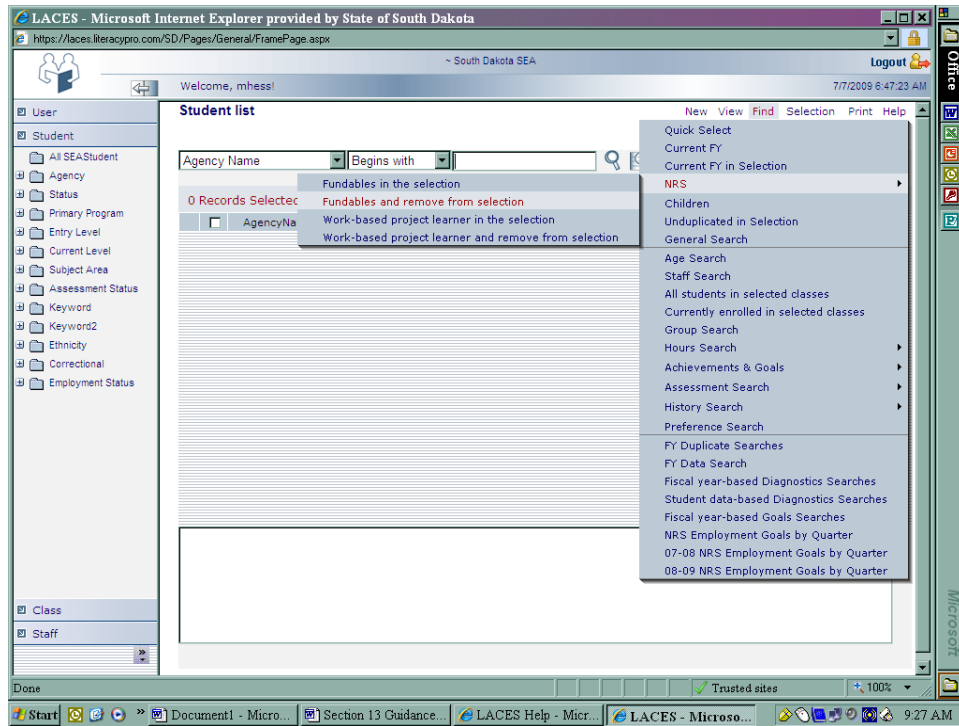 LACES - Microsoft Internet Explorer provided by State of South Dakota
https://laces.literacypro.com/SD/Pages/General/FramePage.aspx
~ South Dakota SEA
Logout
Welcome, mhess!
7/7/2009 6:47:23 AM
User
Student
All SEAStudent
Agency
Status
Primary Program
Entry Level
Current Level
Subject Area
Assessment Status
Keyword
Keyword2
Ethnicity
Correctional
Employment Status
Class
Staff
Student list
New View Find Selection Print Help
Agency Name
Begins with
0 Records Selected
AgencyNa
Fundables in the selection
Fundables and remove from selection
Work-based project learner in the selection
Work-based project learner and remove from selection
Quick Select
Current FY
Current FY in Selection
NRS
Children
Unduplicated in Selection
General Search
Age Search
Staff Search
All students in selected classes
Currently enrolled in selected classes
Group Search
Hours Search
Achievements & Goals
Assessment Search
History Search
Preference Search
FY Duplicate Searches
FY Data Search
Fiscal year-based Diagnostics Searches
Student data-based Diagnostics Searches
Fiscal year-based Goals Searches
NRS Employment Goals by Quarter
07-08 NRS Employment Goals by Quarter
08-09 NRS Employment Goals by Quarter
Office
Microsoft
Done
Trusted sites
100%
Start
Document1 - Micro...
Section 13 Guidance...
LACES Help - Micr...
LACES - Microso...
9:27 AM